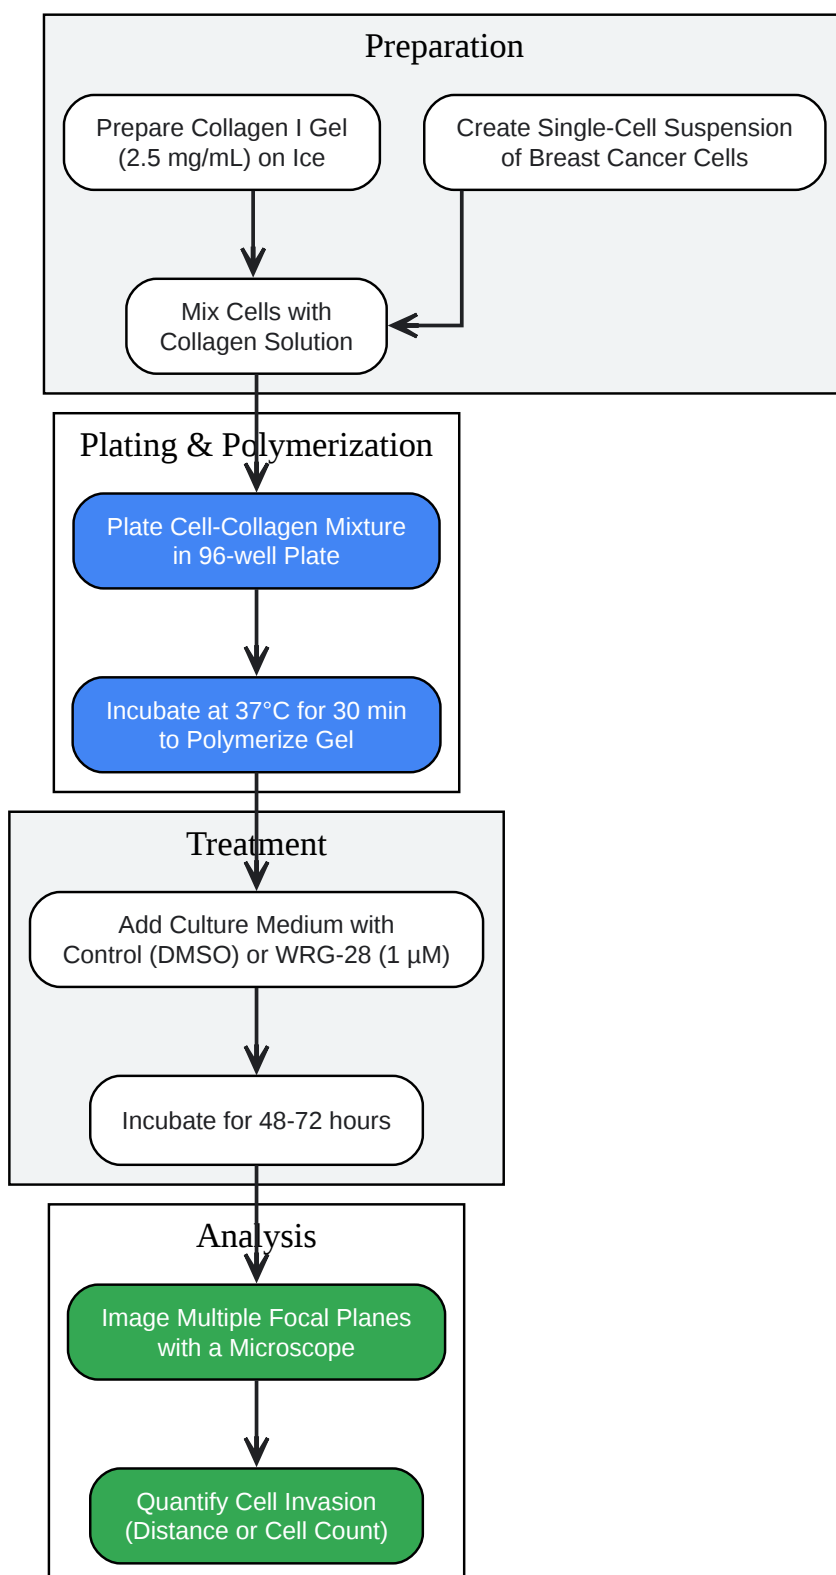 Preparation
Prepare Collagen I Gel
(2.5 mg/mL) on Ice
Create Single-Cell Suspension
of Breast Cancer Cells
Mix Cells with
Collagen Solution
Plating & Polymerization
Plate Cell-Collagen Mixture
in 96-well Plate
Incubate at 37°C for 30 min
to Polymerize Gel
Treatment
Add Culture Medium with
Control (DMSO) or WRG-28 (1 µM)
Incubate for 48-72 hours
Analysis
Image Multiple Focal Planes
with a Microscope
Quantify Cell Invasion
(Distance or Cell Count)